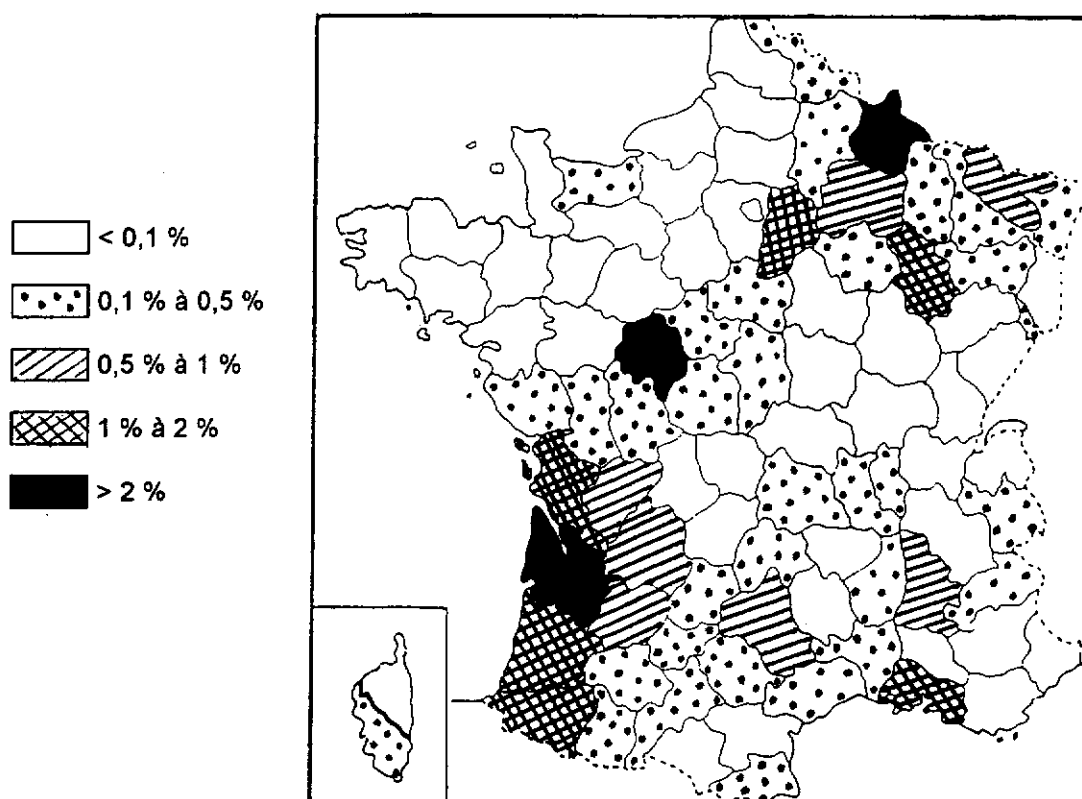 < 0,1 %
0,1 % à 0,5 %
0,5 % à 1 %
1 % à 2 %
> 2 %